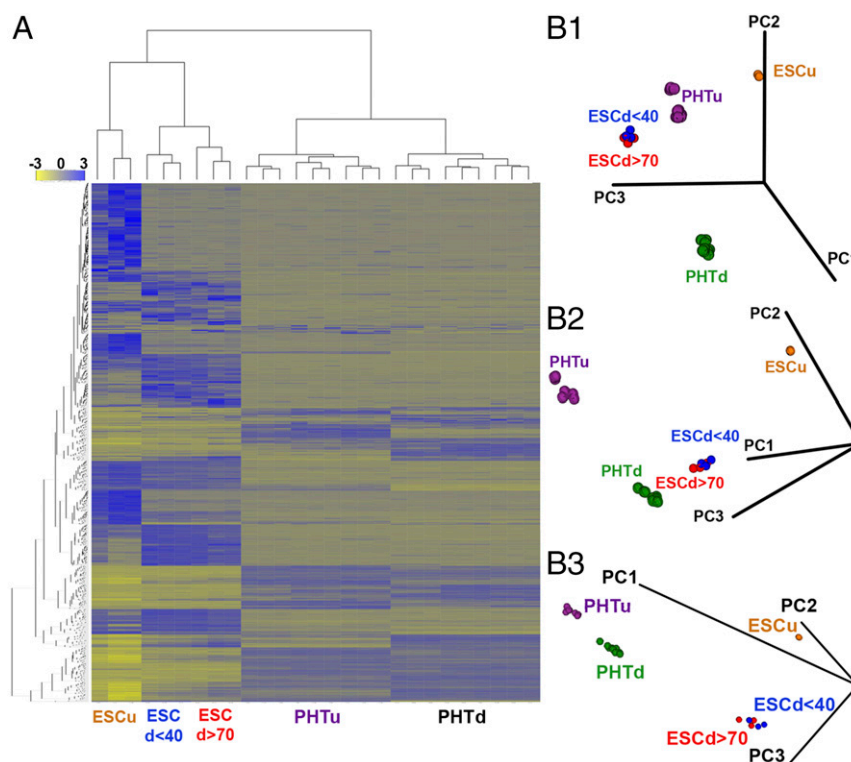 A
-3 0 3
ESCu
ESC
d<40
ESC
d>70
PHTu
PHTd
B1
PC2
ESCu
PHTu
ESCd<40
ESCd>70
PC3
PHTd
B2
PC2
PHTu
ESCu
ESCd<40
PC1
PHTd
ESCd>70
PC3
B3
PC1
PHTu
PC2
ESCu
PHTd
ESCd<40
ESCd>70
PC3